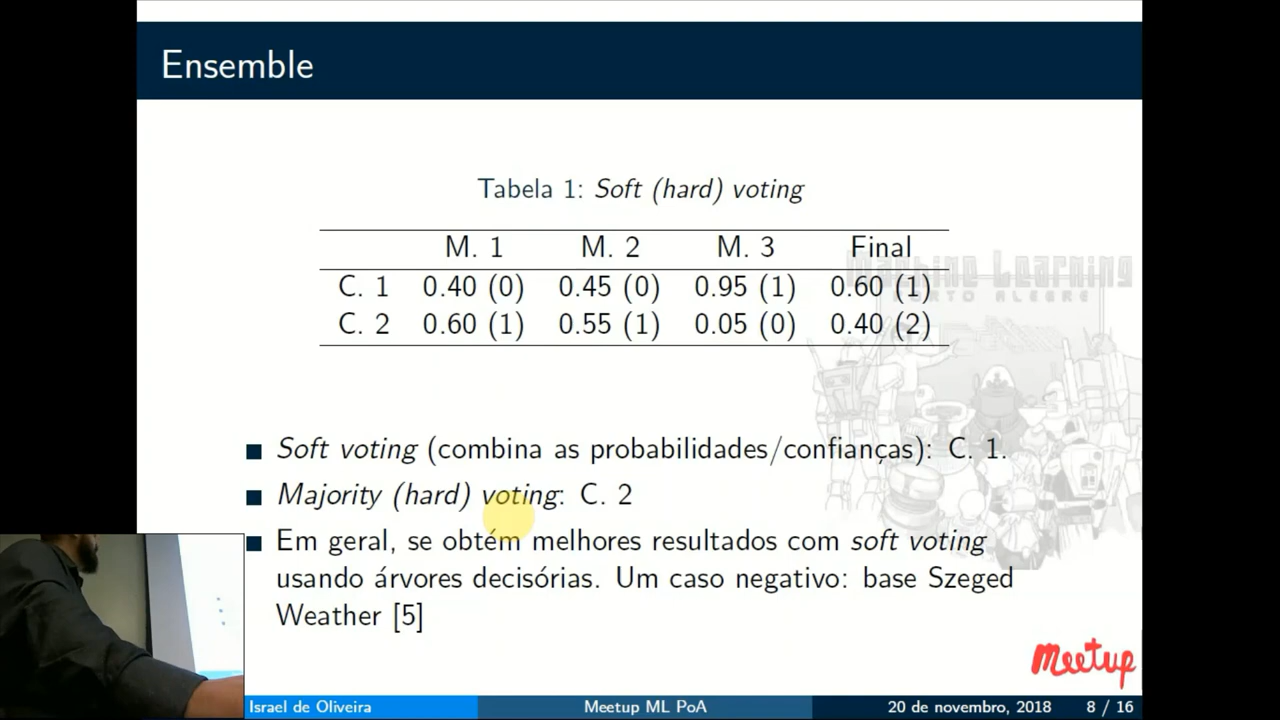 Ensemble
Tabela 1: Soft (hard) voting
M. 1 M. 2 M. 3 Final
C. 1 0.40 (0) 0.45 (0) 0.95 (1) 0.60 (1)
C. 2 0.60 (1) 0.55 (1) 0.05 (0) 0.40 (2)
Machine Learning
PORTO ALEGRE
Soft voting (combina as probabilidades/confianças): C. 1.
Majority (hard) voting: C. 2
Em geral, se obtém melhores resultados com soft voting
usando árvores decisórias. Um caso negativo: base Szeged
Weather [5]
Meetup
Israel de Oliveira Meetup ML PoA 20 de novembro, 2018 8 / 16